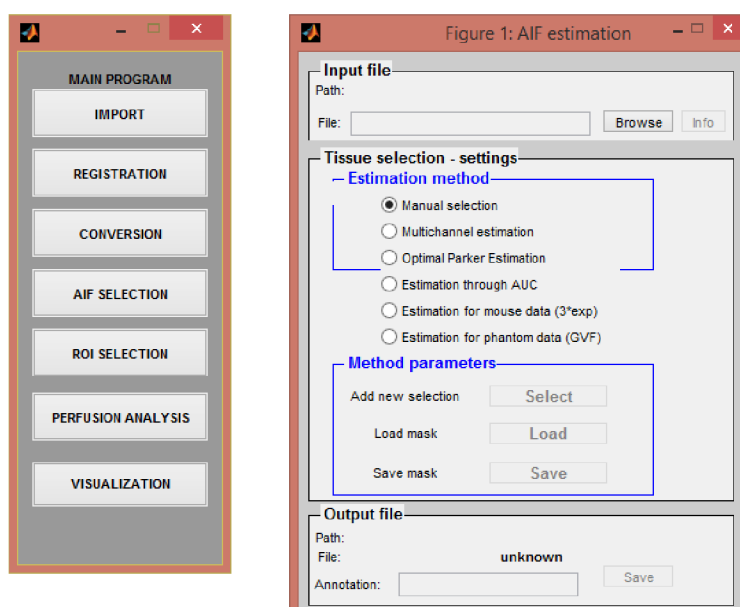 MAIN PROGRAM
IMPORT
REGISTRATION
CONVERSION
AIF SELECTION
ROI SELECTION
PERFUSION ANALYSIS
VISUALIZATION
Figure 1: AIF estimation
Input file
Path:
File: Browse Info
Tissue selection - settings
Estimation method
Manual selection
Multichannel estimation
Optimal Parker Estimation
Estimation through AUC
Estimation for mouse data (3*exp)
Estimation for phantom data (GVF)
Method parameters
Add new selection Select
Load mask Load
Save mask Save
Output file
Path:
File: unknown
Annotation: Save